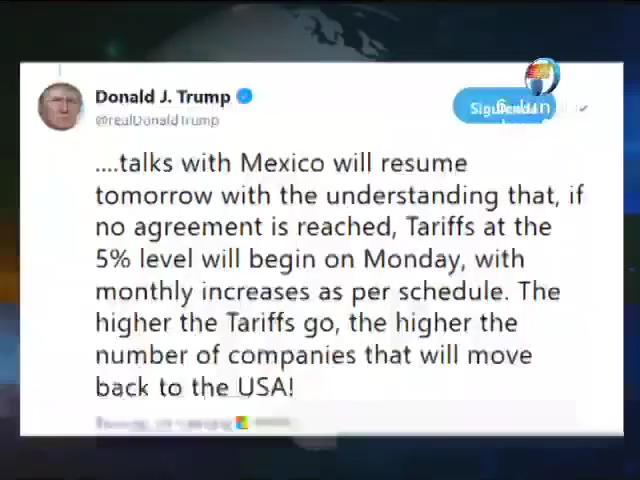 Donald J. Trump
@realDonaldTrump
....talks with Mexico will resume
tomorrow with the understanding that, if
no agreement is reached, Tariffs at the
5% level will begin on Monday, with
monthly increases as per schedule. The
higher the Tariffs go, the higher the
number of companies that will move
back to the USA!